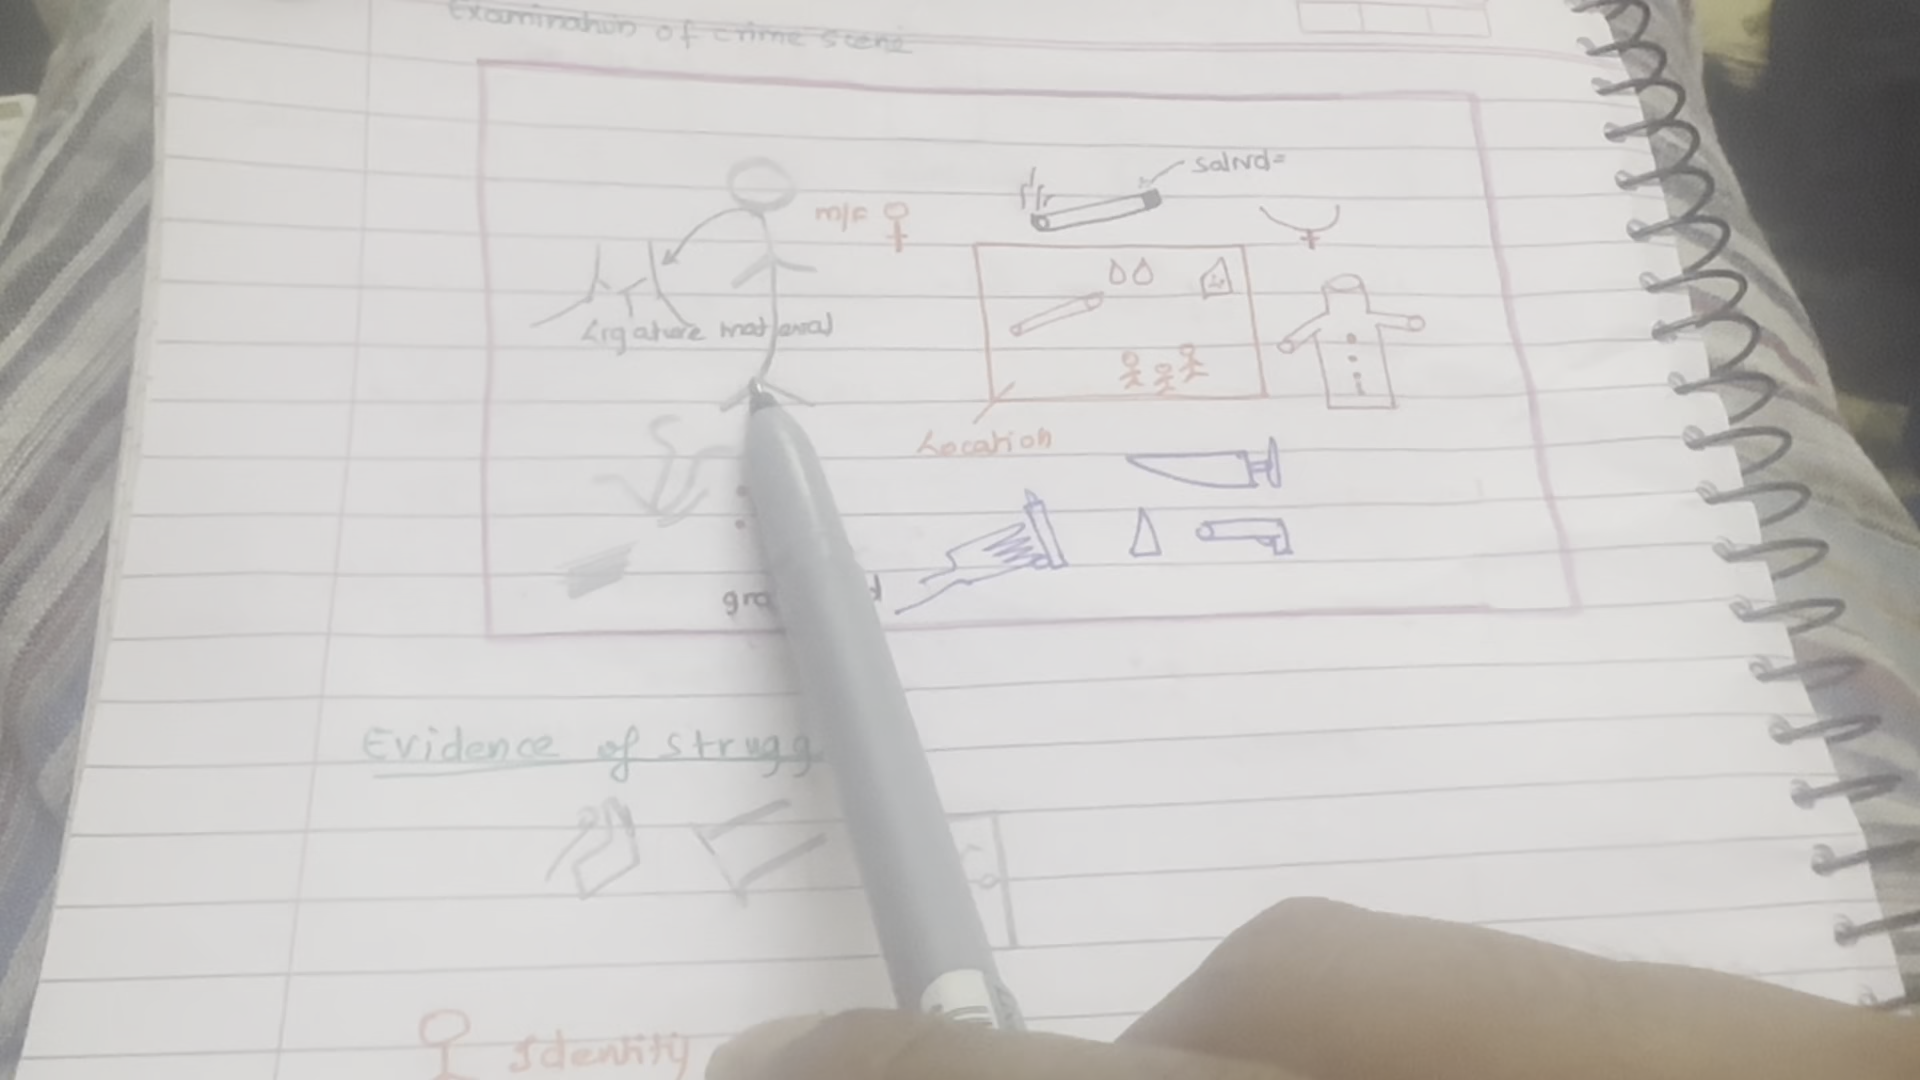 Examination of crime scene
saliva=
m/F
Ligature material
Location
Evidence of strugg
Identity